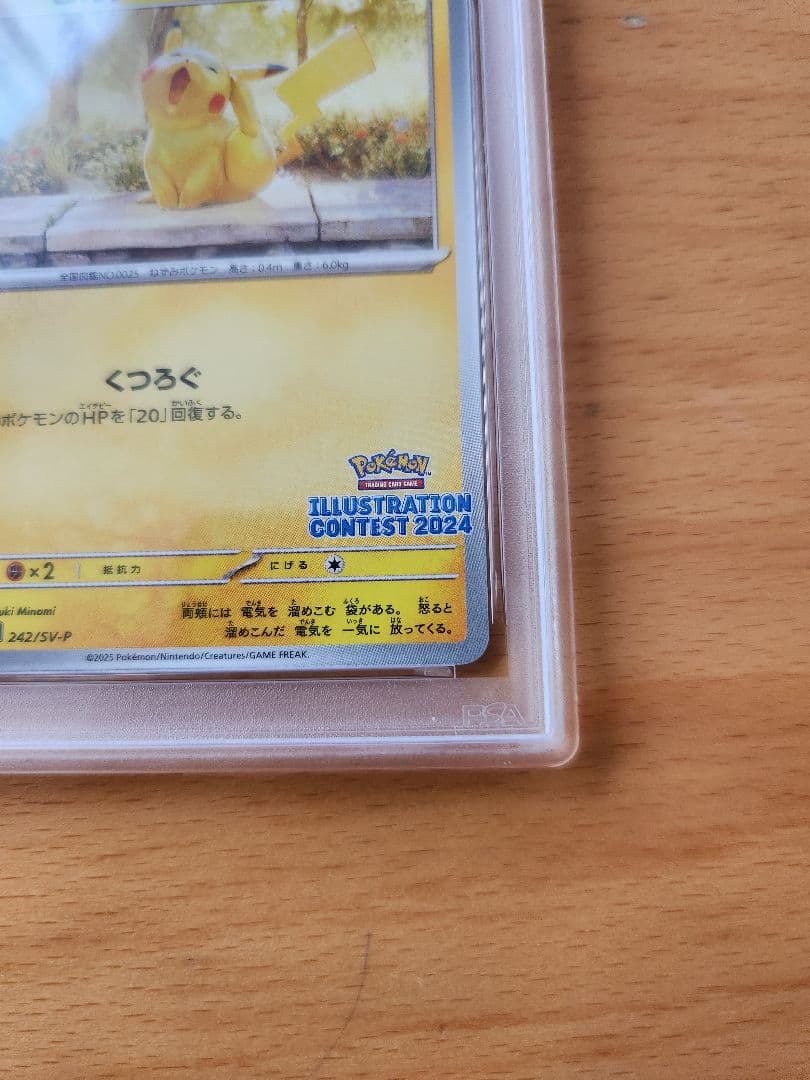 全国図鑑NO.0025 ねずみポケモン 高さ:0.4m 重さ:6.0kg
くつろぐ
ポケモンのHPを「20」回復する。
Pokémon
TRADING CARD GAME
ILLUSTRATION
CONTEST 2024
×2 抵抗力 にげる
uki Minami
242/SV-P
両頬には 電気を 溜めこむ 袋がある。 怒ると
溜めこんだ 電気を 一気に 放ってくる。
©2025 Pokémon/Nintendo/Creatures/GAME FREAK.
PSA